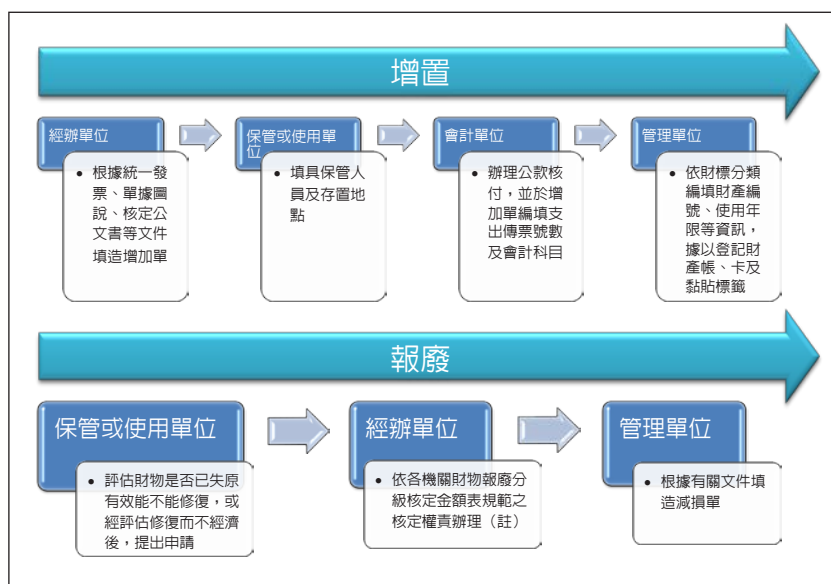 增置
經辦單位
• 根據統一發
票、單據圖
說、核定公
文書等文件
填造增加單
保管或使用單
位
• 填具保管人
員及存置地
點
會計單位
• 辦理公款核
付，並於增
加單編填支
出傳票號數
及會計科目
管理單位
• 依財標分類
編填財產編
號、使用年
限等資訊，
據以登記財
產帳、卡及
黏貼標籤
報廢
保管或使用單位
• 評估財物是否已失原
有效能不能修復，或
經評估修復而不經濟
後，提出申請
經辦單位
• 依各機關財物報廢分
級核定金額表規範之
核定權責辦理（註）
管理單位
• 根據有關文件填
造減損單